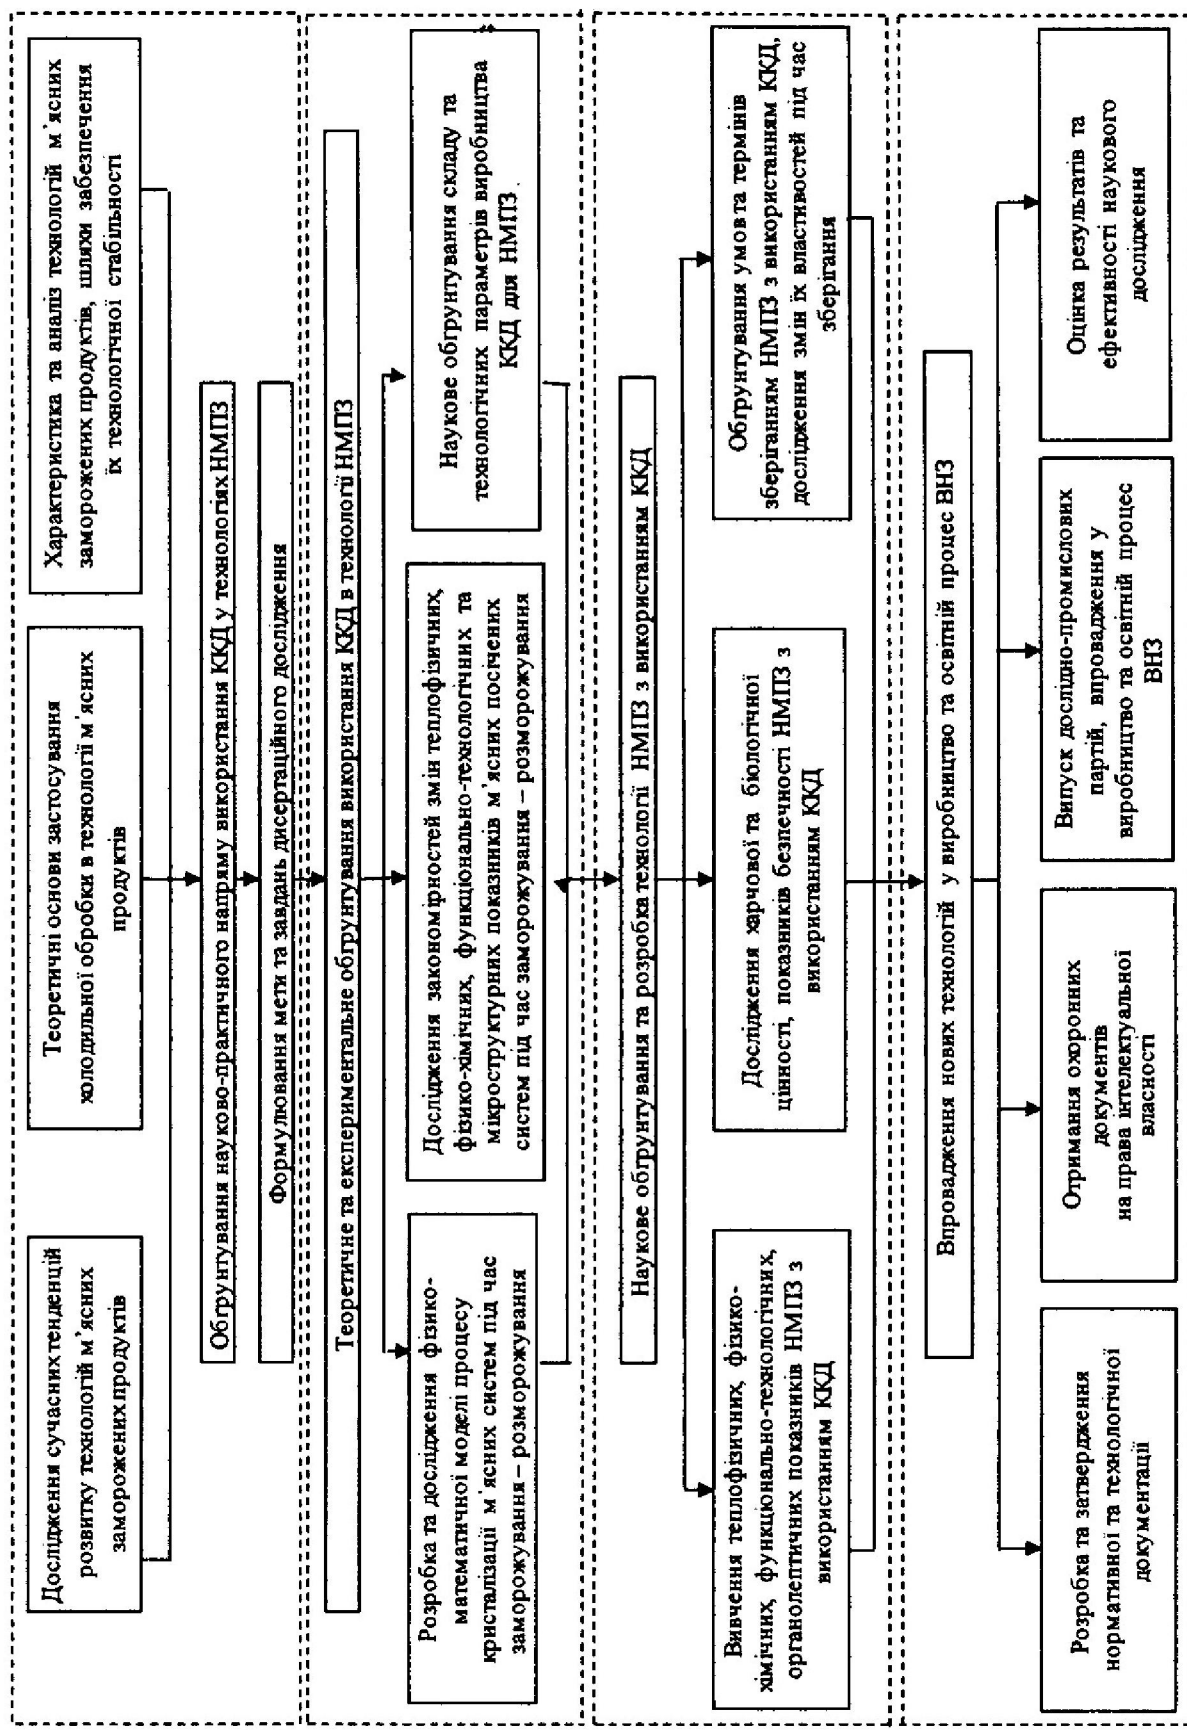 Дослідження сучасних тенденцій
розвитку технологій м'ясних
заморожених продуктів
Теоретичні основи застосування
холодильної обробки в технології м'ясних
продуктів
Характеристика та аналіз технологій м'ясних
заморожених продуктів, шляхи забезпечення
їх технологічної стабільності
Обґрунтування науково-практичного напряму використання ККД у технологіях НМПЗ
Формулювання мети та завдань дисертаційного дослідження
Теоретичне та експериментальне обґрунтування використання ККД в технології НМПЗ
Розробка та дослідження фізико-
математичної моделі процесу
кристалізації м'ясних систем під час
заморожування – розморожування
Дослідження закономірностей змін теплофізичних,
фізико-хімічних, функціонально-технологічних та
мікроструктурних показників м'ясних посічених
систем під час заморожування – розморожування
Наукове обґрунтування складу та
технологічних параметрів виробництва
ККД для НМПЗ
Наукове обґрунтування та розробка технології НМПЗ з використанням ККД
Вивчення теплофізичних, фізико-
хімічних, функціонально-технологічних,
органолептичних показників НМПЗ з
використанням ККД
Дослідження харчової та біологічної
цінності, показників безпечності НМПЗ з
використанням ККД
Обґрунтування умов та термінів
зберіганням НМПЗ з використанням ККД,
дослідження змін їх властивостей під час
зберігання
Впровадження нових технологій у виробництво та освітній процес ВНЗ
Розробка та затвердження
нормативної та технологічної
документації
Отримання охоронних
документів
на права інтелектуальної
власності
Випуск дослідно-промислових
партій, впровадження у
виробництво та освітній процес
ВНЗ
Оцінка результатів та
ефективності наукового
дослідження